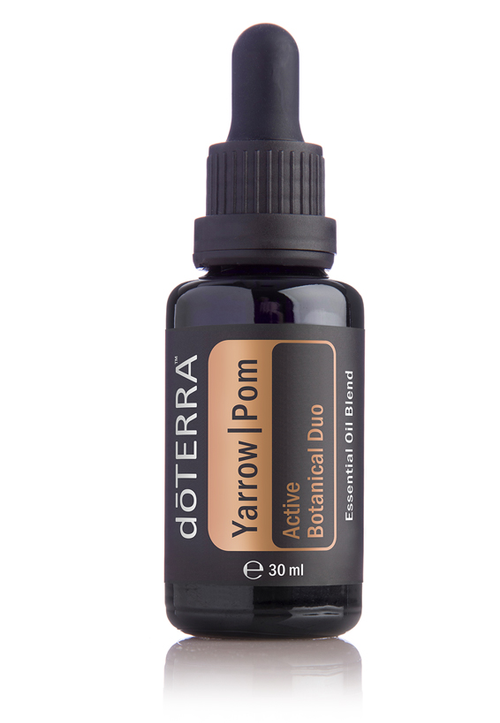 dōTERRA™
Yarrow|Pom
Active
Botanical Duo
Essential Oil Blend
℮ 30 ml